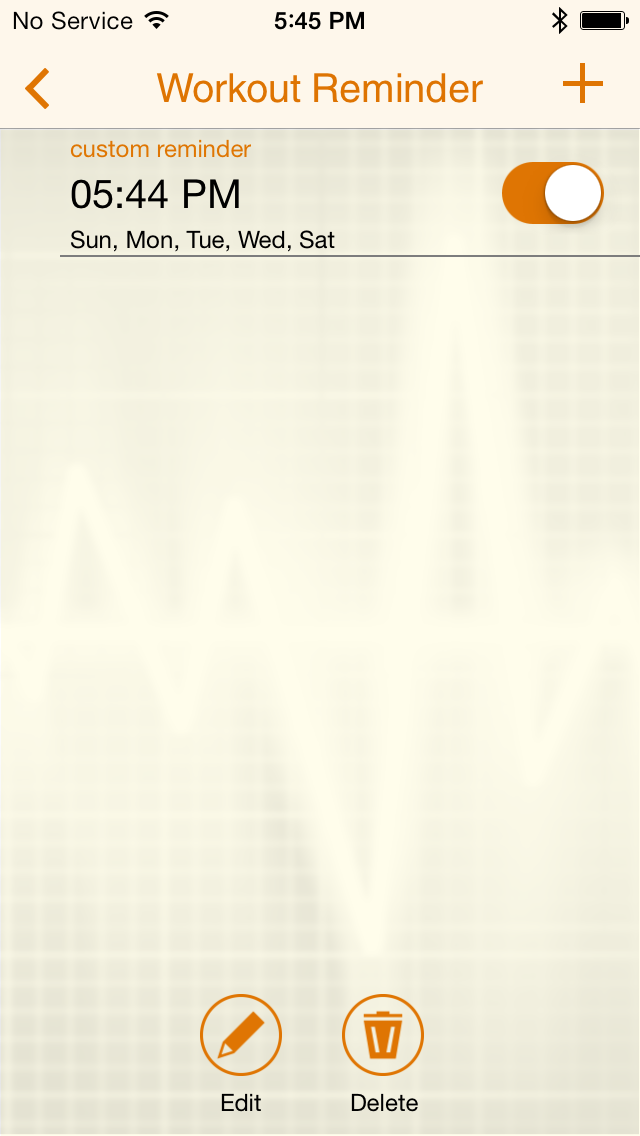 No Service 5:45 PM
Workout Reminder
custom reminder
05:44 PM
Sun, Mon, Tue, Wed, Sat
Edit Delete